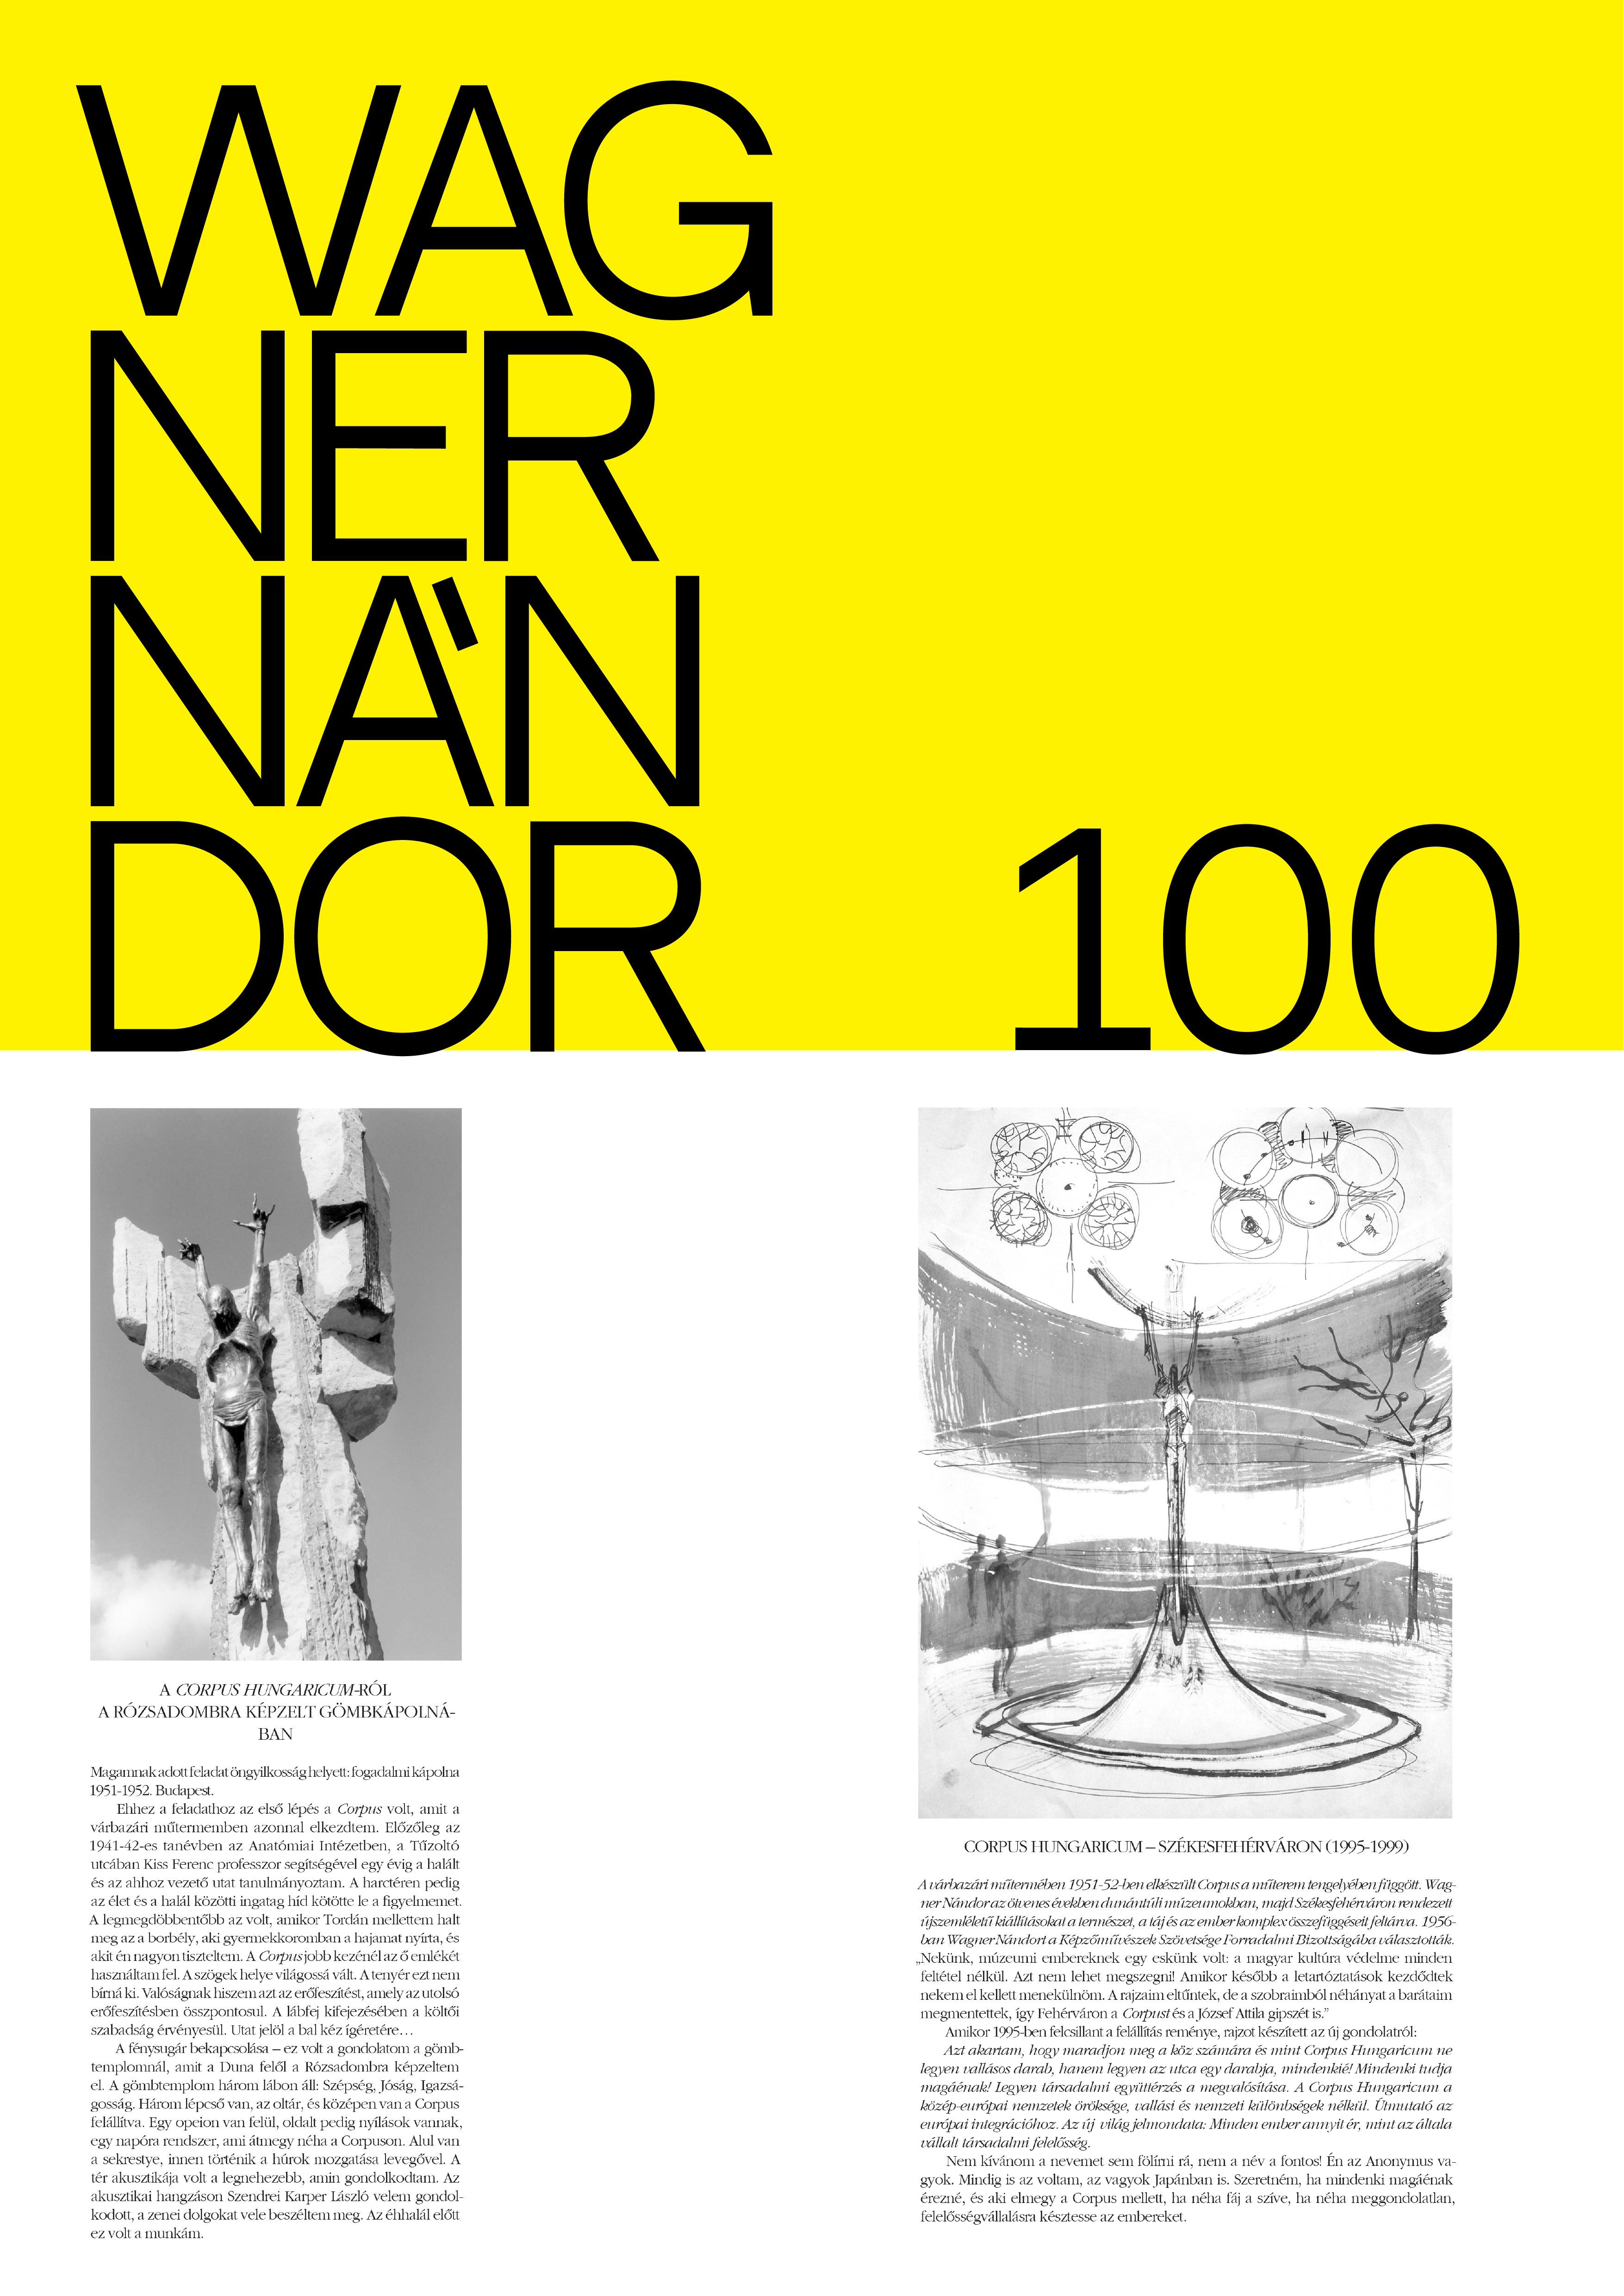 WAG
NER
NÁN
DOR
100
A CORPUS HUNGARICUM-RÓL
A RÓZSADOMBRA KÉPZELT GÖMBKÁPOLNÁ-
BAN
Magamnak adott feladat öngyilkosság helyett: fogadalmi kápolna
1951-1952. Budapest.
Ehhez a feladathoz az első lépés a Corpus volt, amit a
várbazári műtermemben azonnal elkezdtem. Előzőleg az
1941-42-es tanévben az Anatómiai Intézetben, a Tűzoltó
utcában Kiss Ferenc professzor segítségével egy évig a halált
és az ahhoz vezető utat tanulmányoztam. A harctéren pedig
az élet és a halál közötti ingatag híd kötötte le a figyelmemet.
A legmegdöbbentőbb az volt, amikor Tordán mellettem halt
meg az a borbély, aki gyermekkoromban a hajamat nyírta, és
akit én nagyon tiszteltem. A Corpus jobb kezénél az ő emlékét
használtam fel. A szögek helye világossá vált. A tenyér ezt nem
bírná ki. Valóságnak hiszem azt az erőfeszítést, amely az utolsó
erőfeszítésben összpontosul. A lábfej kifejezésében a költői
szabadság érvényesül. Utat jelöl a bal kéz ígéretére…
A fénysugár bekapcsolása – ez volt a gondolatom a gömb-
templomnál, amit a Duna felől a Rózsadombra képzeltem
el. A gömbtemplom három lábon áll: Szépség, Jóság, Igazsá-
gosság. Három lépcső van, az oltár, és középen van a Corpus
felállítva. Egy opeion van felül, oldalt pedig nyílások vannak,
egy napóra rendszer, ami átmegy néha a Corpuson. Alul van
a sekrestye, innen történik a húrok mozgatása levegővel. A
tér akusztikája volt a legnehezebb, amin gondolkodtam. Az
akusztikai hangzáson Szendrei Karper László velem gondol-
kodott, a zenei dolgokat vele beszéltem meg. Az éhhalál előtt
ez volt a munkám.
CORPUS HUNGARICUM – SZÉKESFEHÉRVÁRON (1995-1999)
A várbazári műtermében 1951-52-ben elkészült Corpus a műterem tengelyében függött. Wag-
ner Nándor az ötvenes években dunántúli múzeumokban, majd Székesfehérváron rendezett
újszemléletű kiállításokat a természet, a táj és az ember komplex összefüggéseit feltárva. 1956-
ban Wagner Nándort a Képzőművészek Szövetsége Forradalmi Bizottságába választották.
„Nekünk, múzeumi embereknek egy eskünk volt: a magyar kultúra védelme minden
feltétel nélkül. Azt nem lehet megszegni! Amikor később a letartóztatások kezdődtek
nekem el kellett menekülnöm. A rajzaim eltűntek, de a szobraimból néhányat a barátaim
megmentettek, így Fehérváron a Corpust és a József Attila gipszét is.”
Amikor 1995-ben felcsillant a felállítás reménye, rajzot készített az új gondolatról:
Azt akartam, hogy maradjon meg a köz számára és mint Corpus Hungaricum ne
legyen vallásos darab, hanem legyen az utca egy darabja, mindenkié! Mindenki tudja
magáénak! Legyen társadalmi együttérzés a megvalósítása. A Corpus Hungaricum a
közép-európai nemzetek öröksége, vallási és nemzeti különbségek nélkül. Útmutató az
európai integrációhoz. Az új világ jelmondata: Minden ember annyit ér, mint az általa
vállalt társadalmi felelősség.
Nem kívánom a nevemet sem fölírni rá, nem a név a fontos! Én az Anonymus va-
gyok. Mindig is az voltam, az vagyok Japánban is. Szeretném, ha mindenki magáénak
érezné, és aki elmegy a Corpus mellett, ha néha fáj a szíve, ha néha meggondolatlan,
felelősségvállalásra késztesse az embereket.